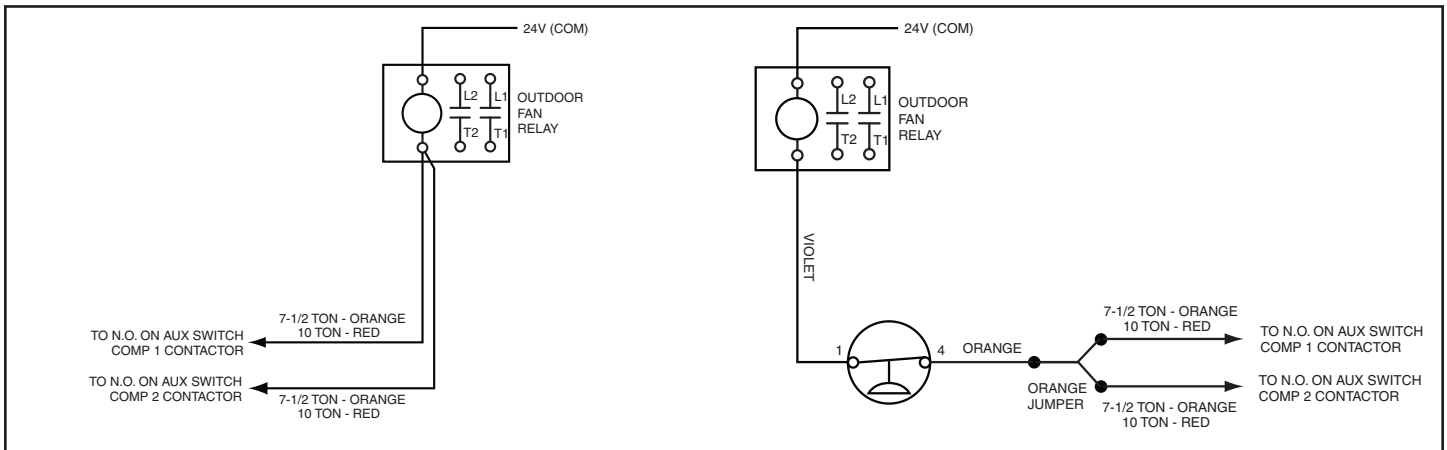 24V (COM)
L2
L1
T2
T1
OUTDOOR
FAN
RELAY
7-1/2 TON - ORANGE
10 TON - RED
TO N.O. ON AUX SWITCH
COMP 1 CONTACTOR
TO N.O. ON AUX SWITCH
COMP 2 CONTACTOR
7-1/2 TON - ORANGE
10 TON - RED
24V (COM)
L2
L1
T2
T1
OUTDOOR
FAN
RELAY
VIOLET
1
4
ORANGE
ORANGE
JUMPER
7-1/2 TON - ORANGE
10 TON - RED
TO N.O. ON AUX SWITCH
COMP 1 CONTACTOR
TO N.O. ON AUX SWITCH
COMP 2 CONTACTOR
7-1/2 TON - ORANGE
10 TON - RED